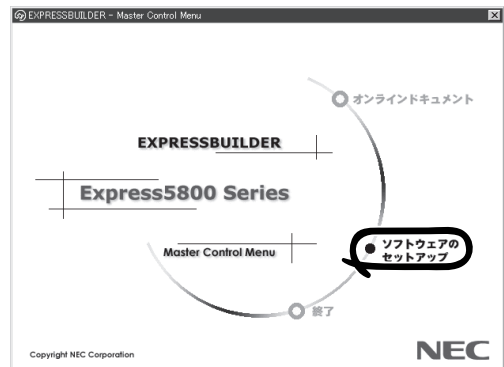 EXPRESSBUILDER - Master Control Menu
オンラインドキュメント
EXPRESSBUILDER
Express5800 Series
Master Control Menu
ソフトウェアの
セットアップ
終了
Copyright NEC Corporation
NEC